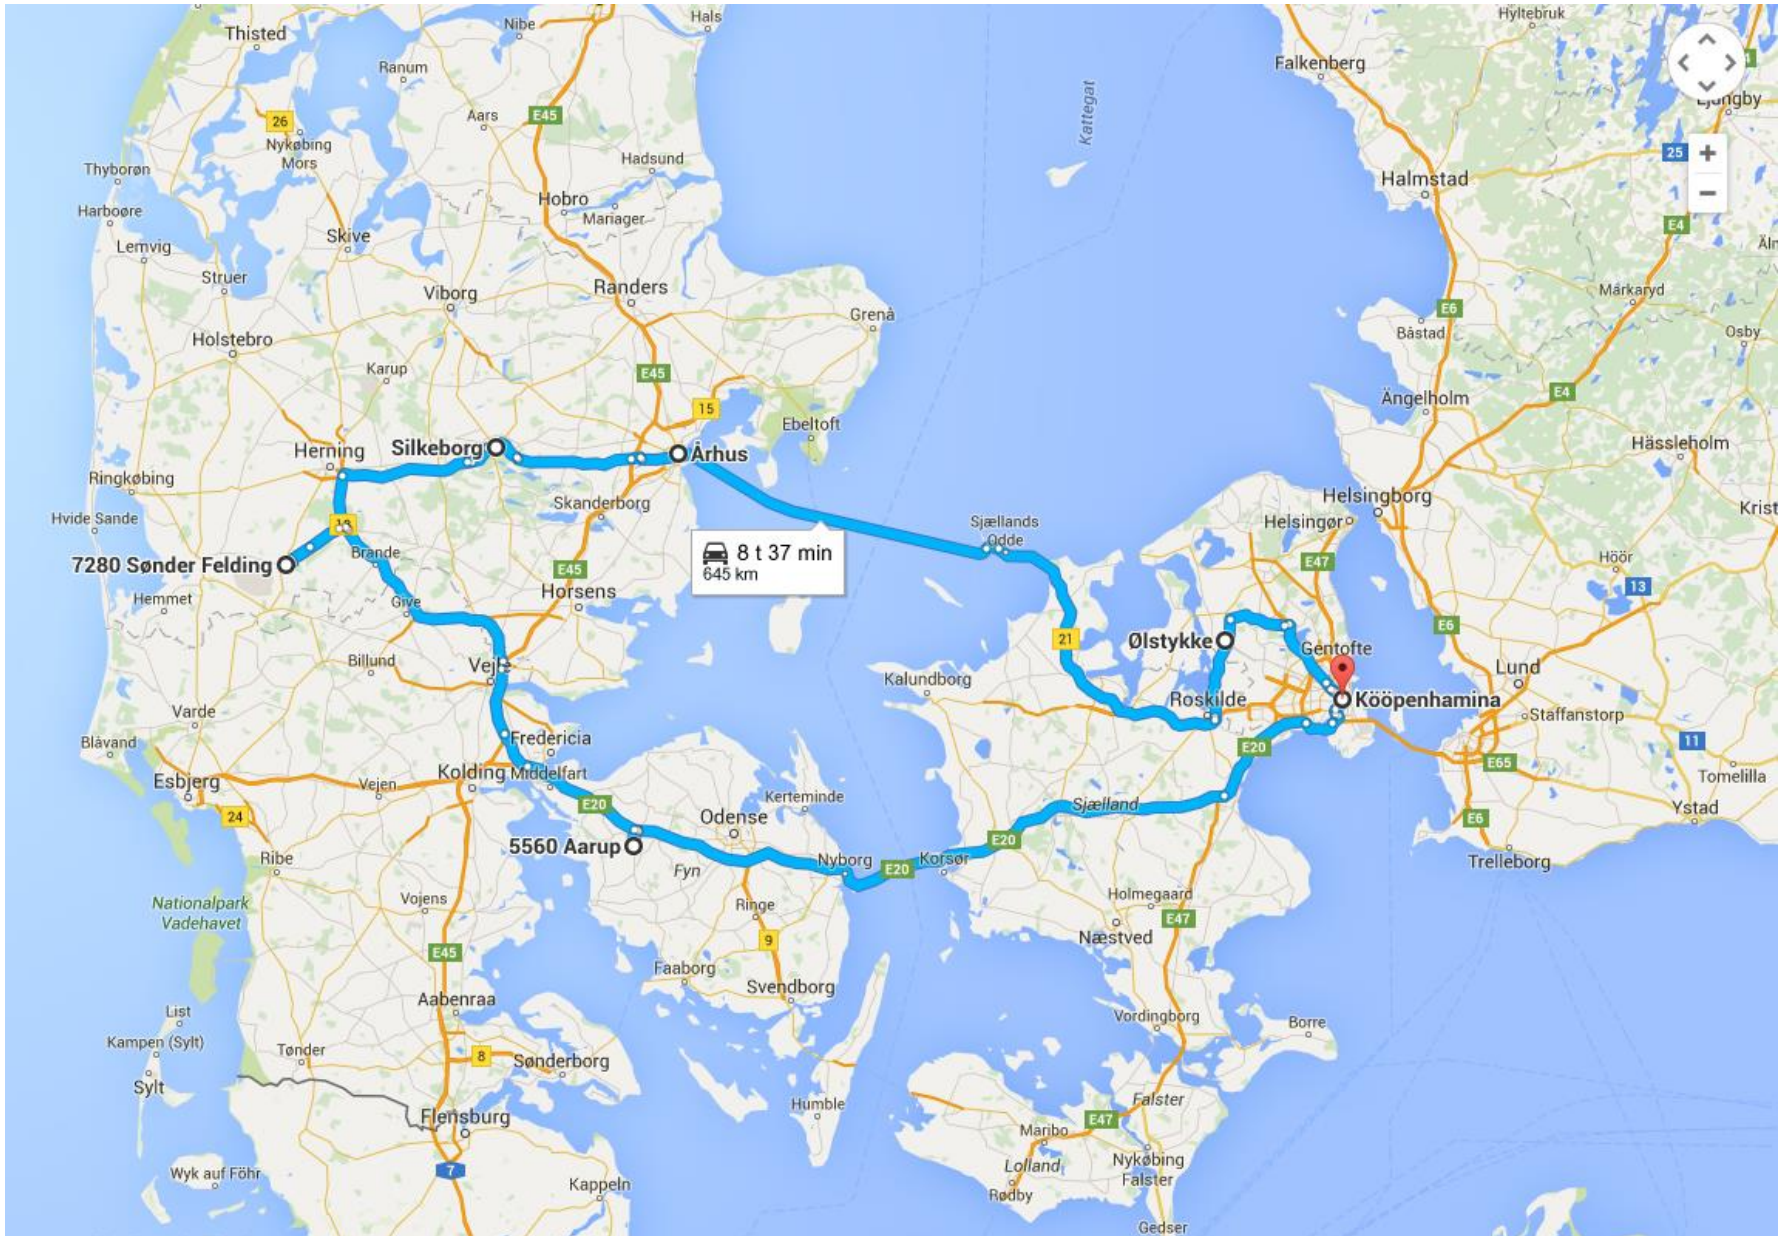 Hyltebruk
Nibe
Hals
Thisted
Falkenberg
E4
Ranum
Kattegat
Ljungby
Aars
E45
26
Nykøbing
Mors
25
+
Hadsund
Thyborøn
Halmstad
−
Hobro
Mariager
Harboøre
E4
Skive
Lemvig
Struer
Viborg
Randers
Markaryd
E6
Grenå
Båstad
Osby
Holstebro
Karup
E45
E4
Ängelholm
15
Ebeltoft
Hässleholm
Herning
Silkeborg
Århus
Ringkøbing
Helsingborg
Skanderborg
Krist
Hvide Sande
Sjællands
Odde
Helsingør
Brande
8 t 37 min
645 km
7280 Sønder Felding
E47
Höör
E45
13
Hemmet
Give
Horsens
E6
21
Ølstykke
Gentofte
Billund
Vejle
Lund
Kalundborg
Roskilde
Kööpenhamina
Varde
Staffanstorp
Blåvand
Fredericia
E20
11
Esbjerg
Vejen
Kolding
Middelfart
E65
Tomelilla
Kerteminde
E20
Sjælland
Ystad
24
Odense
E6
5560 Aarup
E20
Ribe
Fyn
Nyborg
E20
Korsør
Trelleborg
Nationalpark
Vadehavet
Vojens
Ringe
Holmegaard
E47
Næstved
E45
9
Faaborg
Svendborg
Aabenraa
List
Vordingborg
Borre
Kampen (Sylt)
Tønder
8
Sønderborg
Sylt
Humble
Falster
Flensburg
E47
Maribo
7
Lolland
Nykøbing
Falster
Wyk auf Föhr
Kappeln
Rødby
Gedser